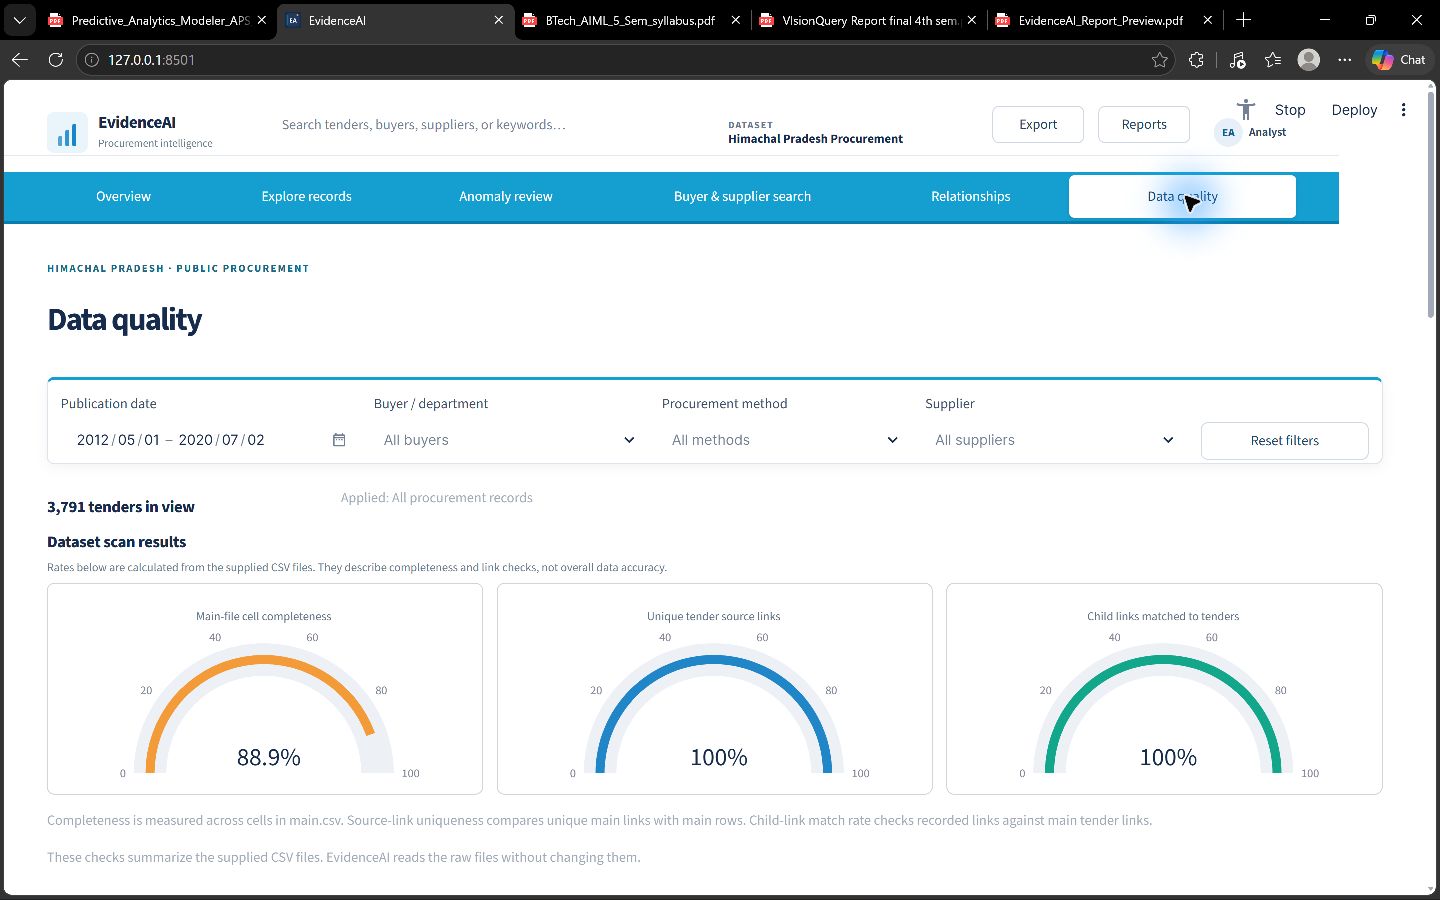 Predictive_Analytics_Modeler_APS
EvidenceAI
BTech_AIML_5_Sem_syllabus.pdf
VIsionQuery Report final 4th sem.
EvidenceAI_Report_Preview.pdf
127.0.0.1:8501
Chat
EvidenceAI
Procurement intelligence
Search tenders, buyers, suppliers, or keywords...
DATASET
Himachal Pradesh Procurement
Export
Reports
Stop
Deploy
EA
Analyst
Overview
Explore records
Anomaly review
Buyer & supplier search
Relationships
Data quality
HIMACHAL PRADESH · PUBLIC PROCUREMENT
Data quality
Publication date
Buyer / department
Procurement method
Supplier
2012/05/01 – 2020/07/02
All buyers
All methods
All suppliers
Reset filters
3,791 tenders in view
Applied: All procurement records
Dataset scan results
Rates below are calculated from the supplied CSV files. They describe completeness and link checks, not overall data accuracy.
Main-file cell completeness
0
20
40
60
80
100
88.9%
Unique tender source links
0
20
40
60
80
100
100%
Child links matched to tenders
0
20
40
60
80
100
100%
Completeness is measured across cells in main.csv. Source-link uniqueness compares unique main links with main rows. Child-link match rate checks recorded links against main tender links.
These checks summarize the supplied CSV files. EvidenceAI reads the raw files without changing them.